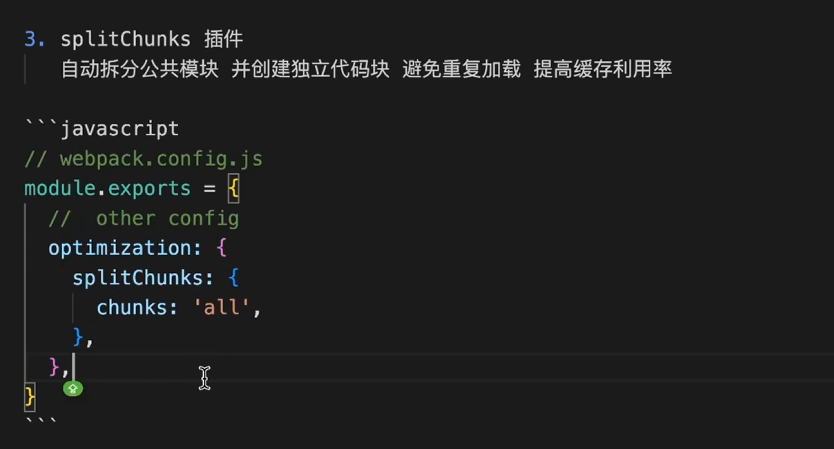 3. splitChunks 插件
自动拆分公共模块 并创建独立代码块 避免重复加载 提高缓存利用率
```javascript
// webpack.config.js
module.exports = {
  //  other config
  optimization: {
    splitChunks: {
      chunks: 'all',
    },
  },
}
```